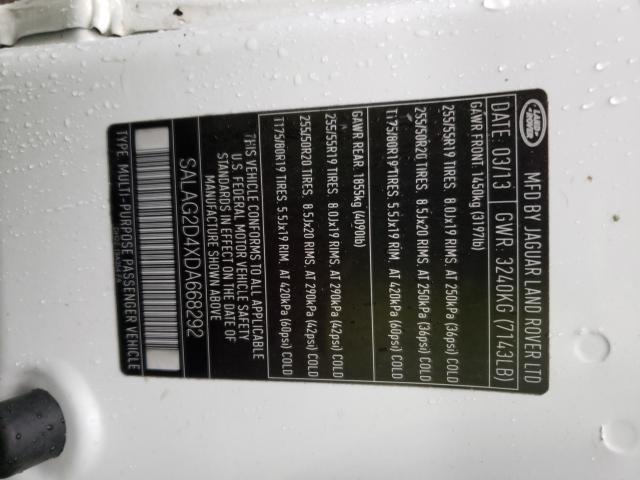 LAND
ROVER
MFD BY JAGUAR LAND ROVER LTD
DATE: 03/13 GWR: 3240KG (7143LB)
GAWR FRONT 1450kg (3197lb)
255/55R19 TIRES. 8.0Jx19 RIMS, AT 250kPa (36psi) COLD
255/50R20 TIRES. 8 5Jx20 RIMS, AT 250kPa (36psi) COLD
T175/80R19 TIRES. 5 5Jx19 RIM, AT 420kPa (60psi) COLD
GAWR REAR. 1855kg (4090lb)
255/55R19 TIRES. 8 0Jx19 RIMS, AT 290kPa (42psi) COLD
255/50R20 TIRES. 8 5Jx20 RIMS, AT 290kPa (42psi) COLD
T175/80R19 TIRES. 5 5Jx19 RIM, AT 420kPa (60psi) COLD
THIS VEHICLE CONFORMS TO ALL APPLICABLE
U.S. FEDERAL MOTOR VEHICLE SAFETY
STANDARDS IN EFFECT ON THE DATE OF
MANUFACTURE SHOWN ABOVE
SALAG2D4XDA668292
TYPE MULTI-PURPOSE PASSENGER VEHICLE